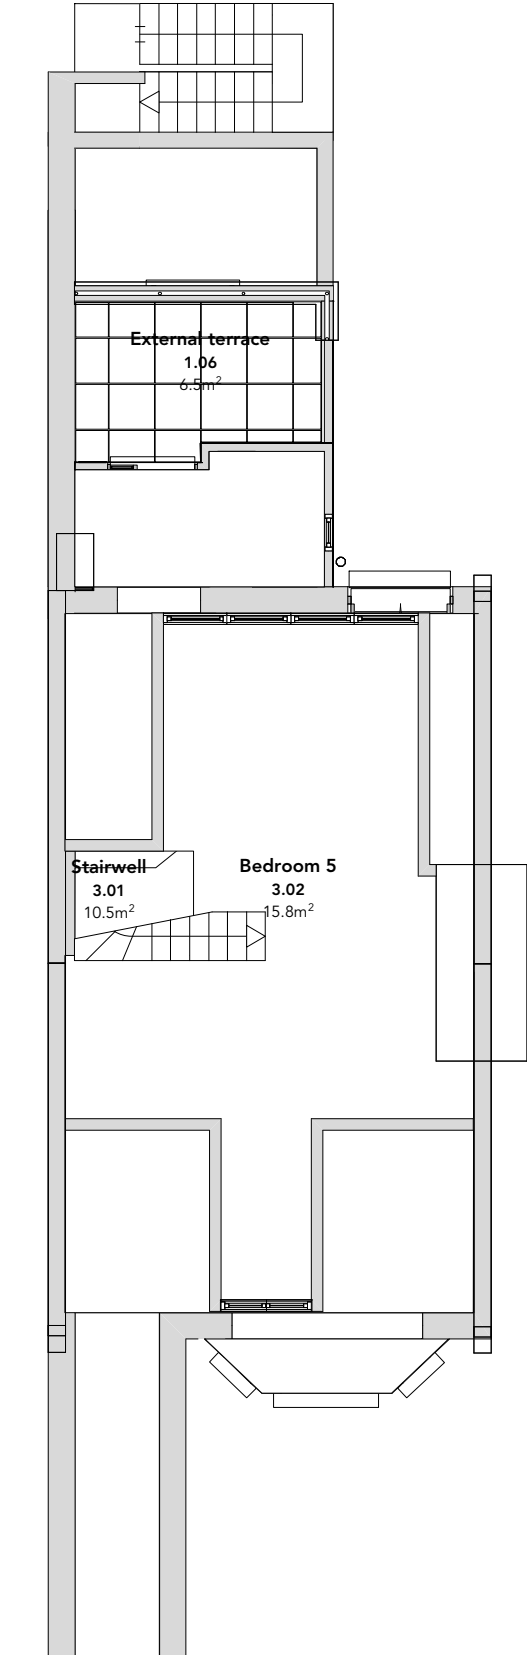 External terrace
1.06
6.5m²
Stairwell
3.01
10.5m²
Bedroom 5
3.02
15.8m²